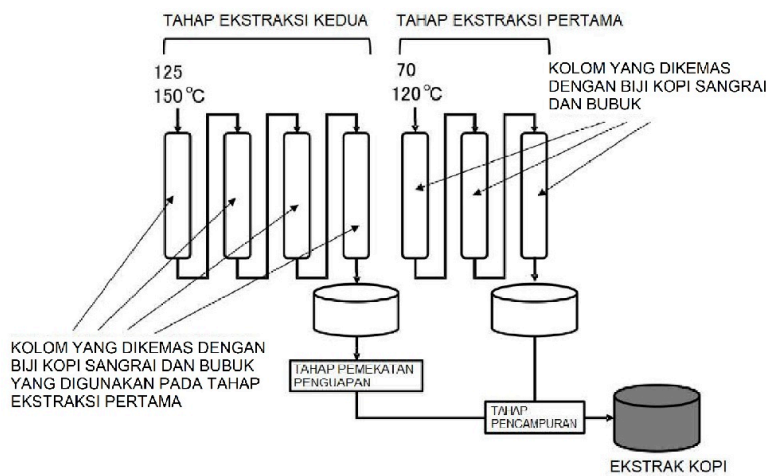 TAHAP EKSTRAKSI KEDUA
TAHAP EKSTRAKSI PERTAMA
125
150°C
70
120°C
KOLOM YANG DIKEMAS
DENGAN BIJI KOPI SANGRAI
DAN BUBUK
KOLOM YANG DIKEMAS DENGAN
BIJI KOPI SANGRAI DAN BUBUK
YANG DIGUNAKAN PADA TAHAP
EKSTRAKSI PERTAMA
TAHAP PEMEKATAN
PENGUAPAN
TAHAP
PENCAMPURAN
EKSTRAK KOPI